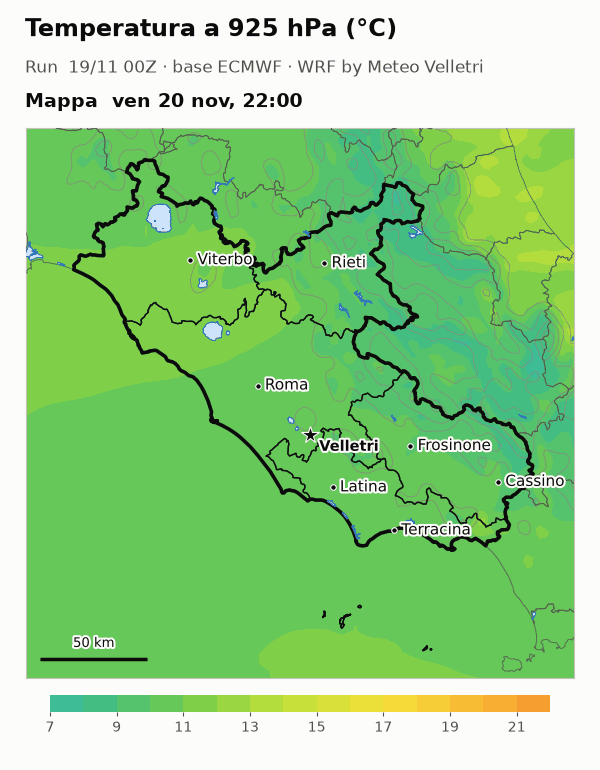 Temperatura a 925 hPa (°C)
Run  19/11 00Z · base ECMWF · WRF by Meteo Velletri
Mappa  ven 20 nov, 22:00
Viterbo
Rieti
Roma
Velletri
Frosinone
Latina
Cassino
Terracina
50 km
7 9 11 13 15 17 19 21